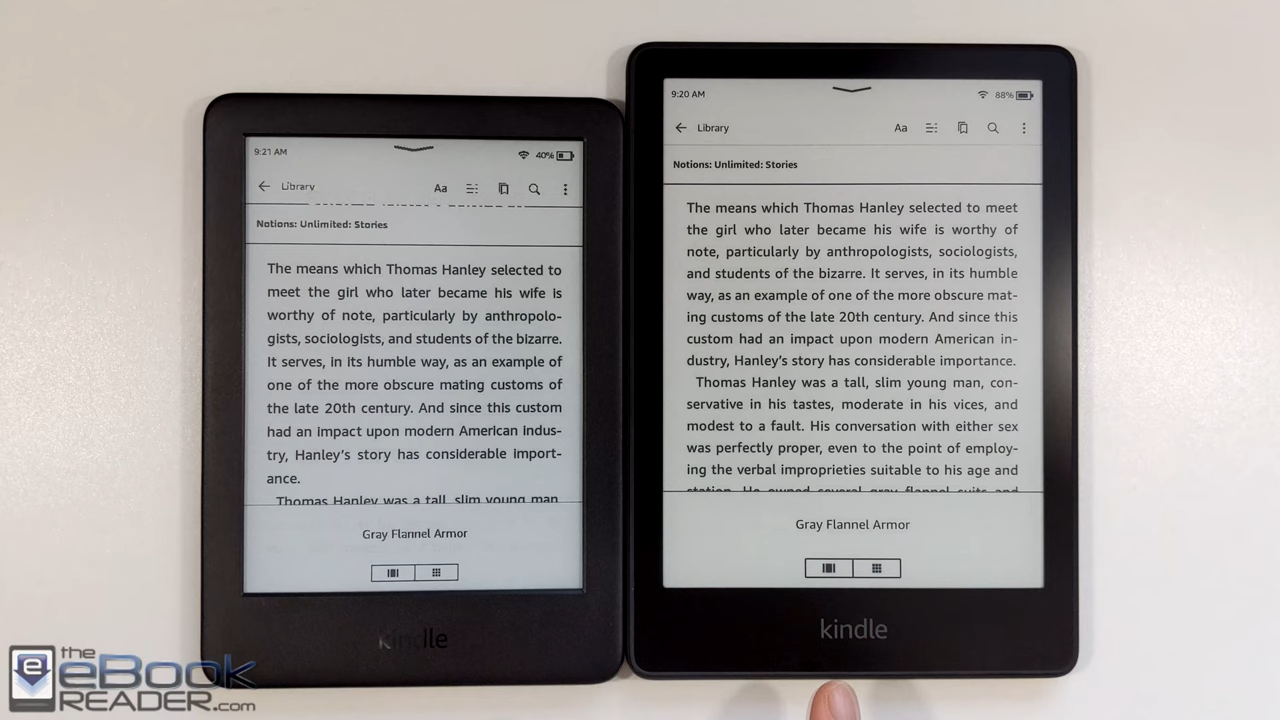 9:21 AM
40%
Library
Aa
Notions: Unlimited: Stories
The means which Thomas Hanley selected to
meet the girl who later became his wife is
worthy of note, particularly by anthropolo-
gists, sociologists, and students of the bizarre.
It serves, in its humble way, as an example of
one of the more obscure mating customs of
the late 20th century. And since this custom
had an impact upon modern American indus-
try, Hanley's story has considerable import-
ance.
Thomas Hanley was a tall, slim young man,
Gray Flannel Armor
kindle
9:20 AM
88%
Library
Aa
Notions: Unlimited: Stories
The means which Thomas Hanley selected to meet
the girl who later became his wife is worthy of
note, particularly by anthropologists, sociologists,
and students of the bizarre. It serves, in its humble
way, as an example of one of the more obscure mat-
ing customs of the late 20th century. And since this
custom had an impact upon modern American in-
dustry, Hanley's story has considerable importance.
Thomas Hanley was a tall, slim young man, con-
servative in his tastes, moderate in his vices, and
modest to a fault. His conversation with either sex
was perfectly proper, even to the point of employ-
ing the verbal improprieties suitable to his age and
station. He owned several gray flannel suits and
Gray Flannel Armor
kindle
the
eBook
READER.com